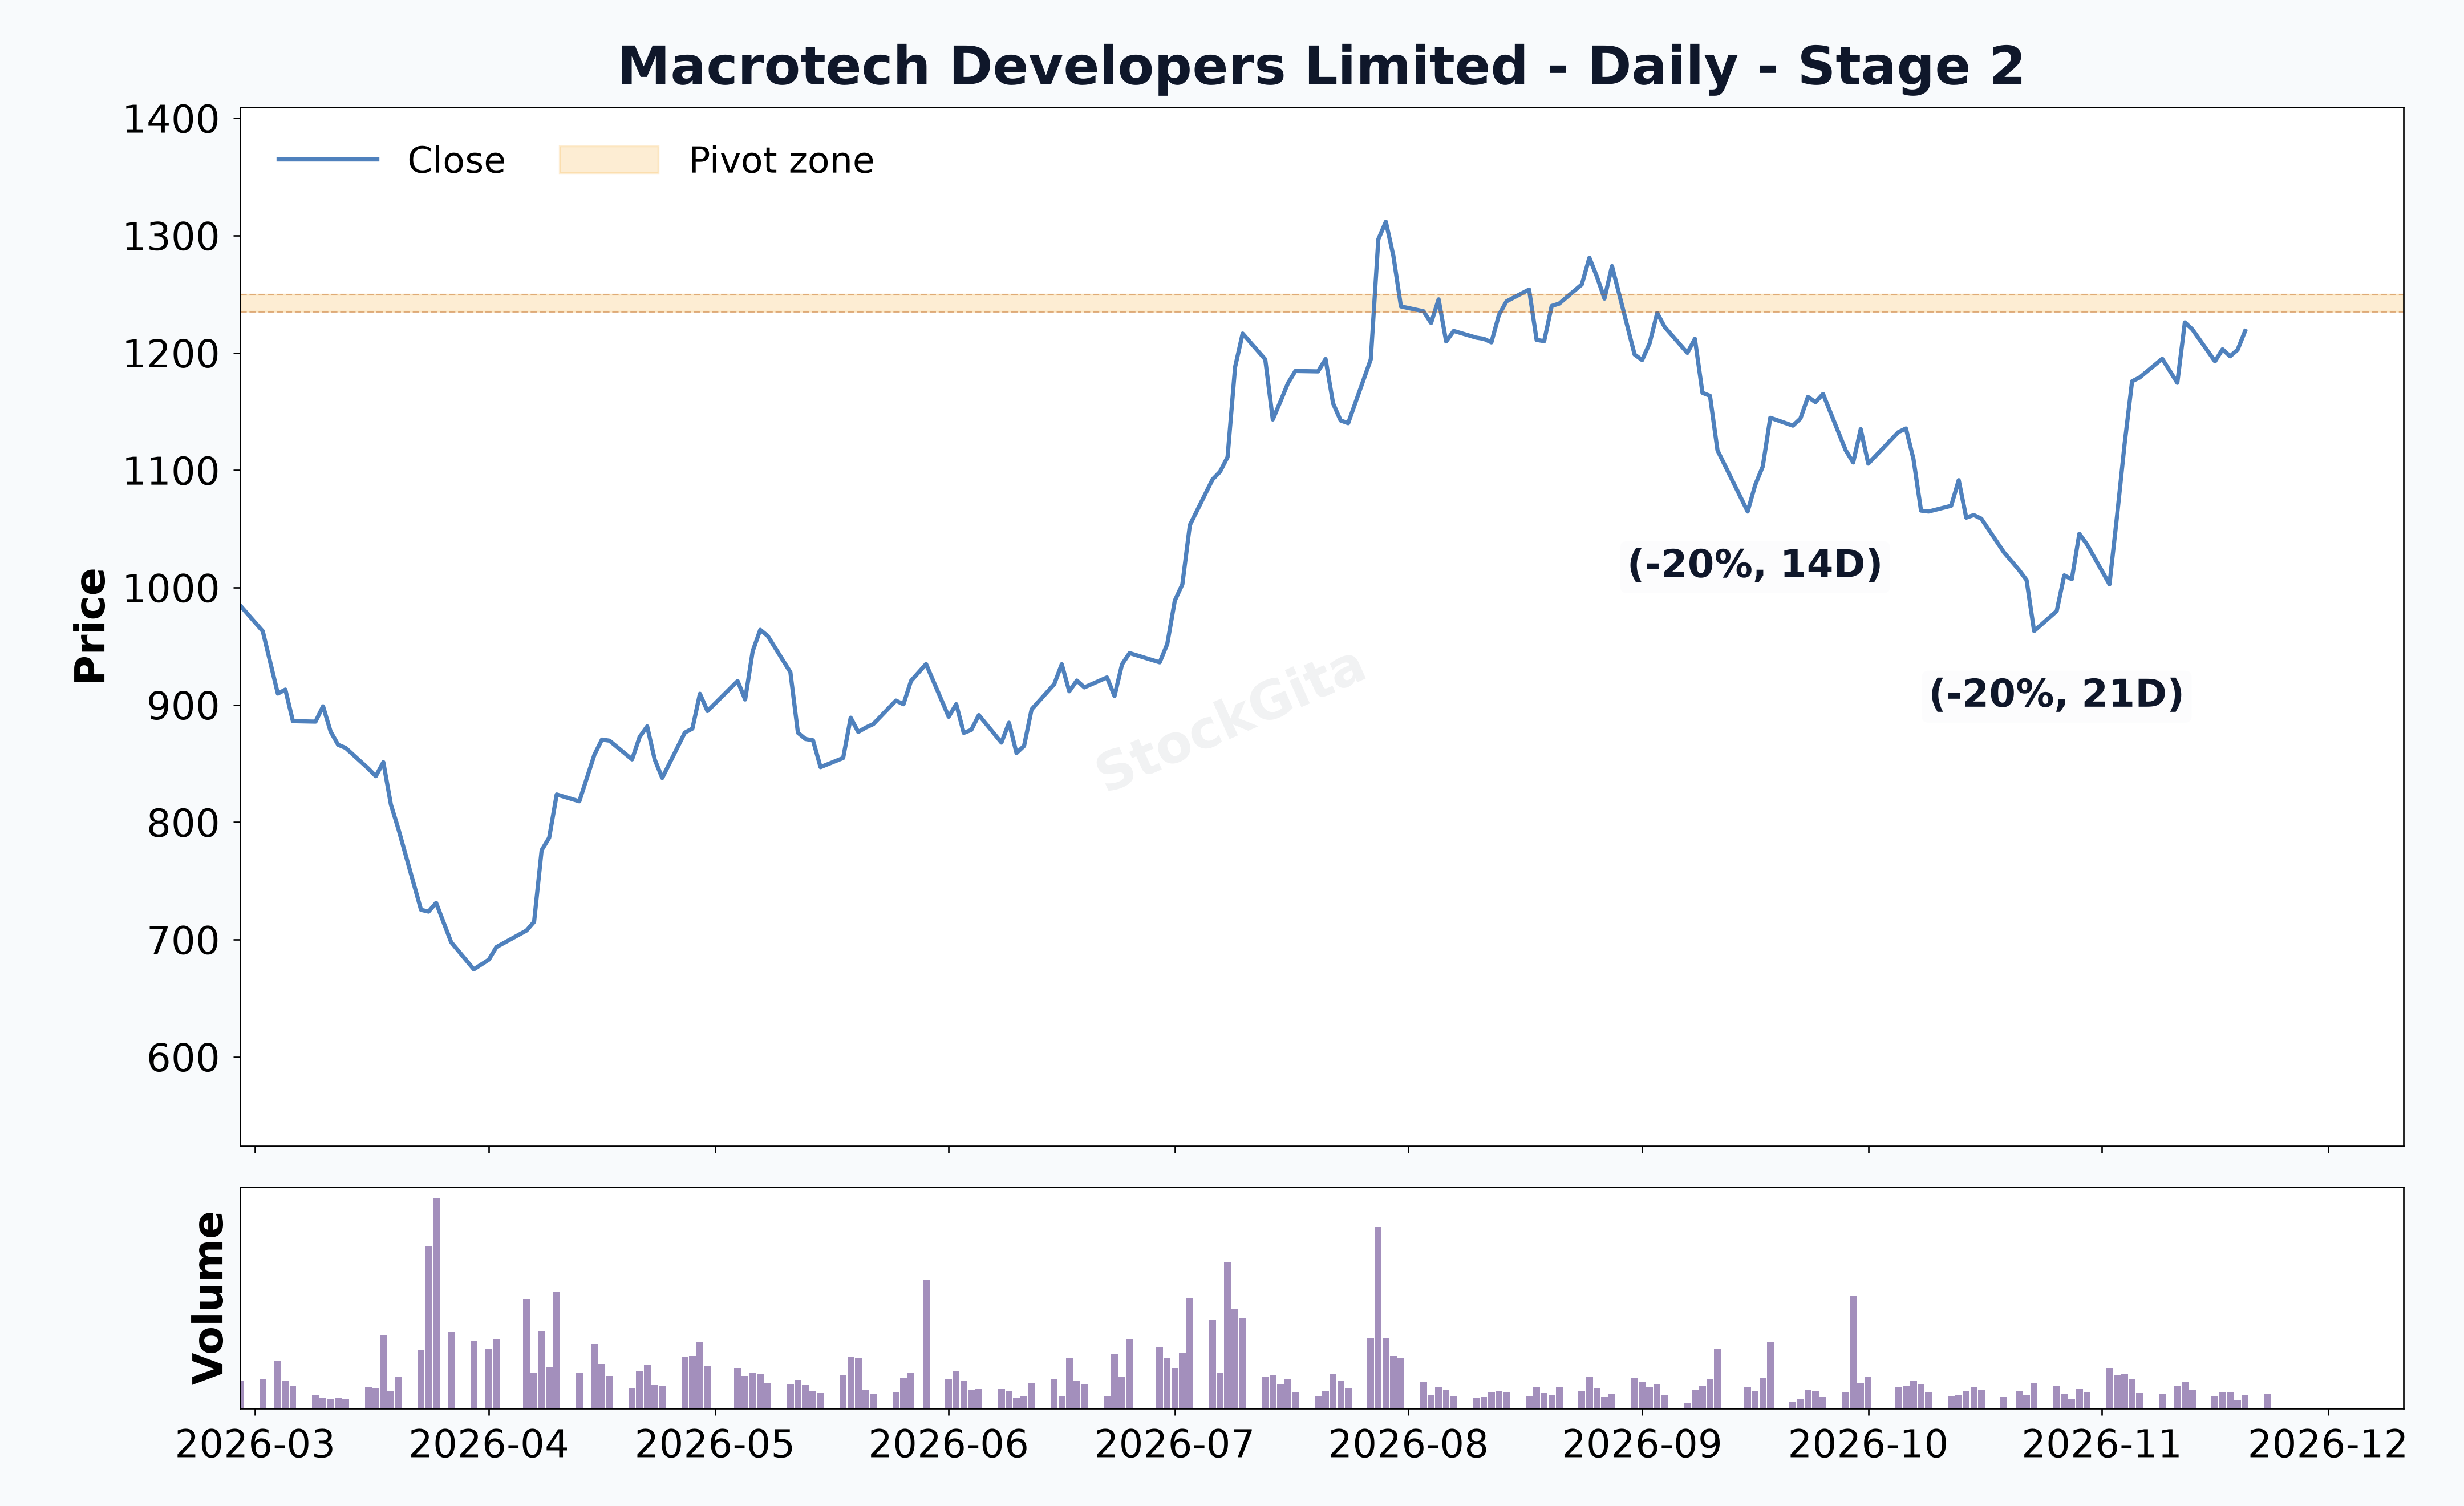 Macrotech Developers Limited - Daily - Stage 2
1400
Close
Pivot zone
1300
1200
1100
1000
900
800
700
600
Price
(-20%, 14D)
(-20%, 21D)
StockGita
Volume
2026-03
2026-04
2026-05
2026-06
2026-07
2026-08
2026-09
2026-10
2026-11
2026-12